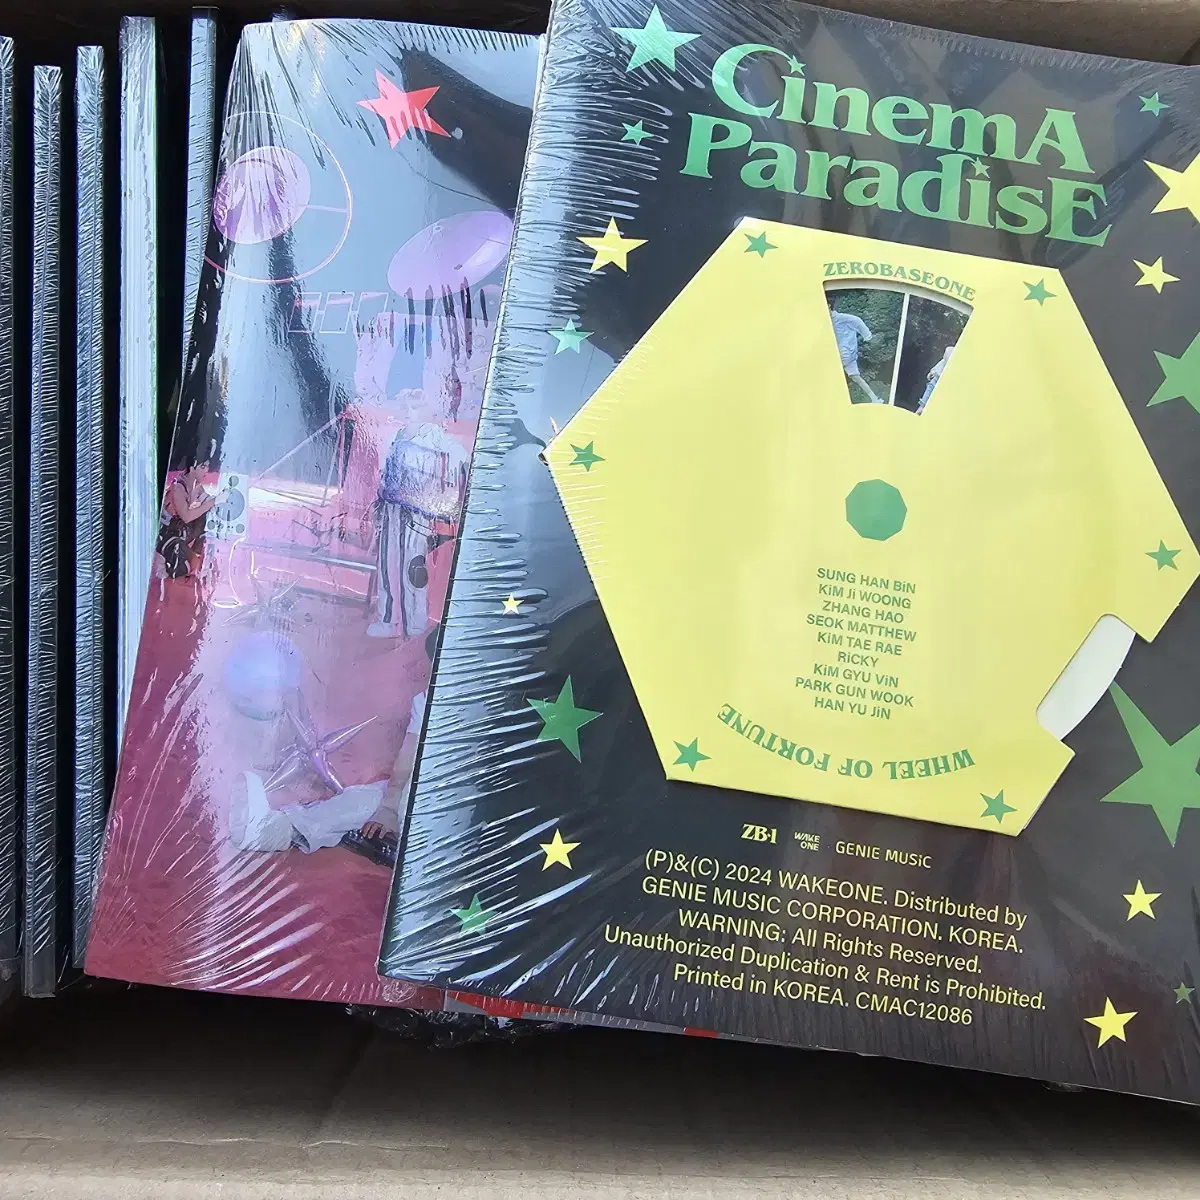 CinemA
ParadisE
ZEROBASEONE
SUNG HAN BiN
KiM Ji WOONG
ZHANG HAO
SEOK MATTHEW
KiM TAE RAE
RiCKY
KiM GYU ViN
PARK GUN WOOK
HAN YU JiN
WHEEL OF FORTUNE
ZB-1 WAKE ONE GENIE MUSiC
(P)&(C) 2024 WAKEONE. Distributed by
GENIE MUSIC CORPORATION. KOREA.
WARNING: All Rights Reserved.
Unauthorized Duplication & Rent is Prohibited.
Printed in KOREA. CMAC12086